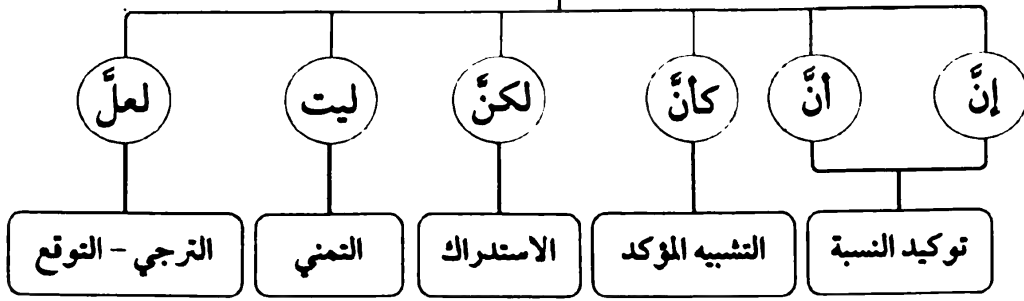 إنَّ أنَّ كأنَّ لكنَّ ليت لعلَّ
توكيد النسبة التشبيه المؤكد الاستدراك التمني الترجي – التوقع